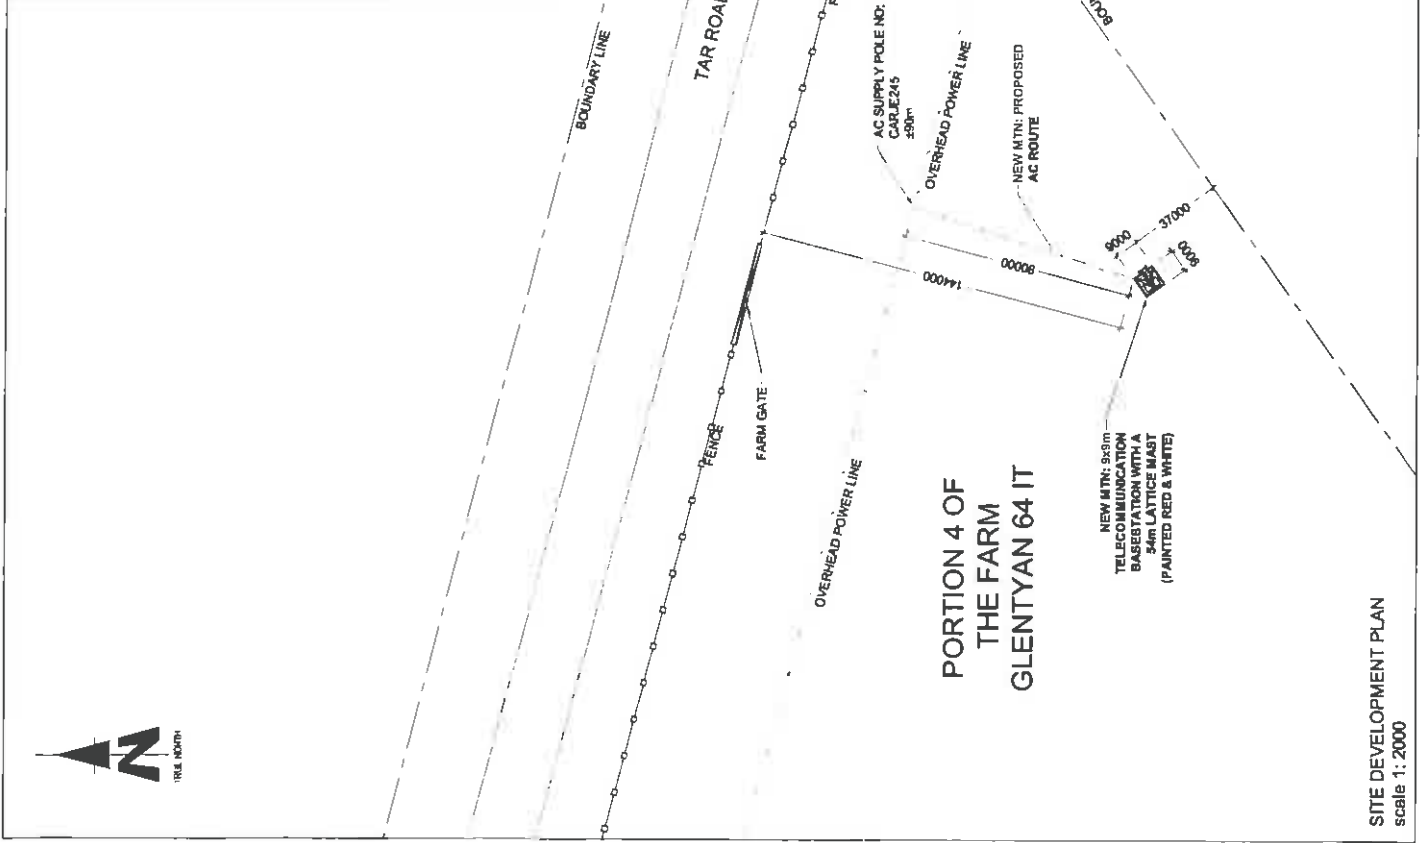 N
TRUE NORTH
BOUNDARY LINE
TAR ROAD
FENCE
FARM GATE
AC SUPPLY POLE NO:
CARJE245
±90m
OVERHEAD POWER LINE
NEW MTN: PROPOSED
AC ROUTE
144000
80000
9000
37000
9000
OVERHEAD POWER LINE
PORTION 4 OF
THE FARM
GLENTYAN 64 IT
NEW MTN: 9x9m
TELECOMMUNICATION
BASESTATION WITH A
54m LATTICE MAST
(PAINTED RED & WHITE)
SITE DEVELOPMENT PLAN
scale 1: 2000